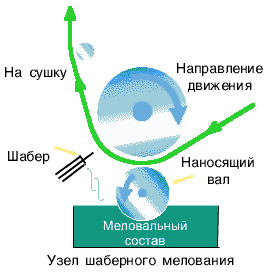 На сушку
Направление
движения
Шабер
Наносящий
вал
Меловальный
состав
Узел шаберного мелования